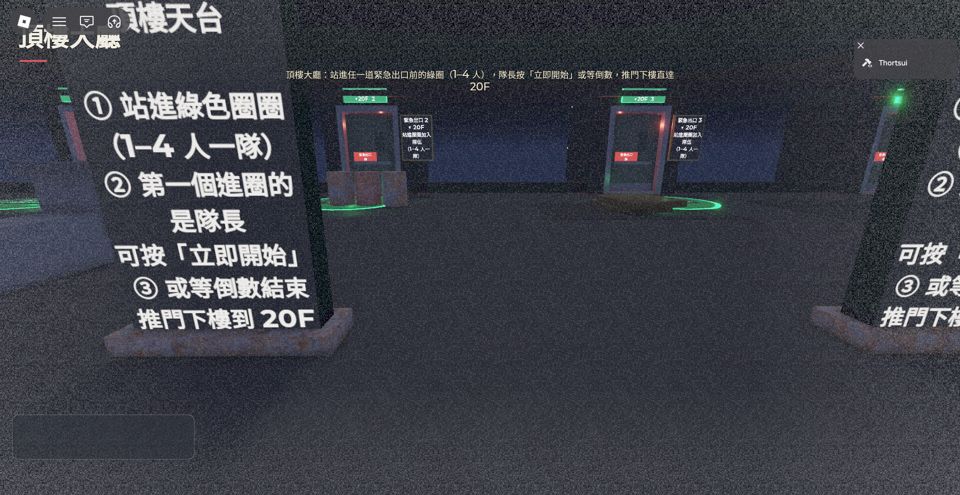 頂樓大廳
頂樓天台
① 站進綠色圈圈
（1–4 人一隊）
② 第一個進圈的
是隊長
可按「立即開始」
③ 或等倒數結束
推門下樓到 20F
頂樓大廳：站進任一道緊急出口前的綠圈（1–4 人），隊長按「立即開始」或等倒數，推門下樓直達
20F
Thortsui
緊急出口 2
站進綠圈加入
隊伍
（1–4 人一
隊）
緊急出口 3
站進綠圈加入
隊伍
（1–4 人一
隊）
②
可按
③ 或等
推門下樓